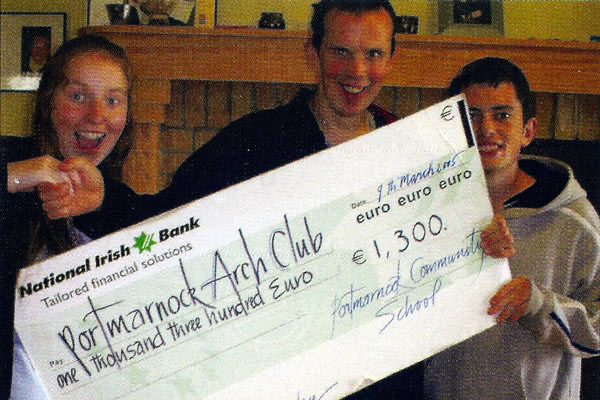 €
Date 9th March 2005
euro euro euro
National Irish Bank
Tailored financial solutions
€ 1,300.
PAY Portmarnock Arch Club
one thousand three hundred Euro
Portmarnock Community
School